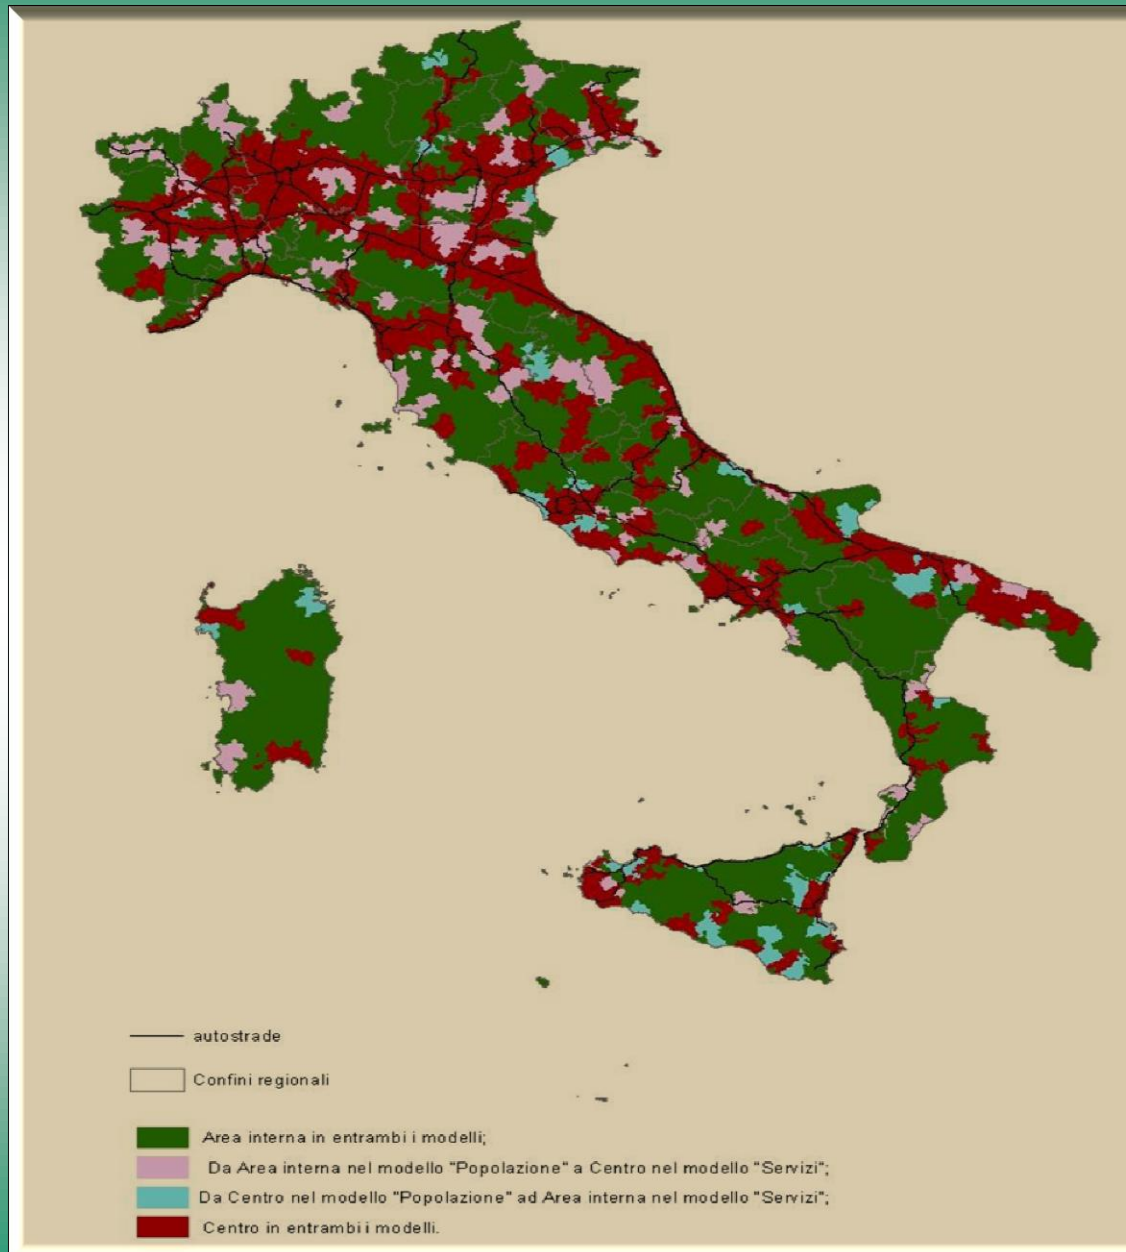 autostrade
Confini regionali
Area interna in entrambi i modelli;
Da Area interna nel modello "Popolazione" a Centro nel modello "Servizi";
Da Centro nel modello "Popolazione" ad Area interna nel modello "Servizi";
Centro in entrambi i modelli.